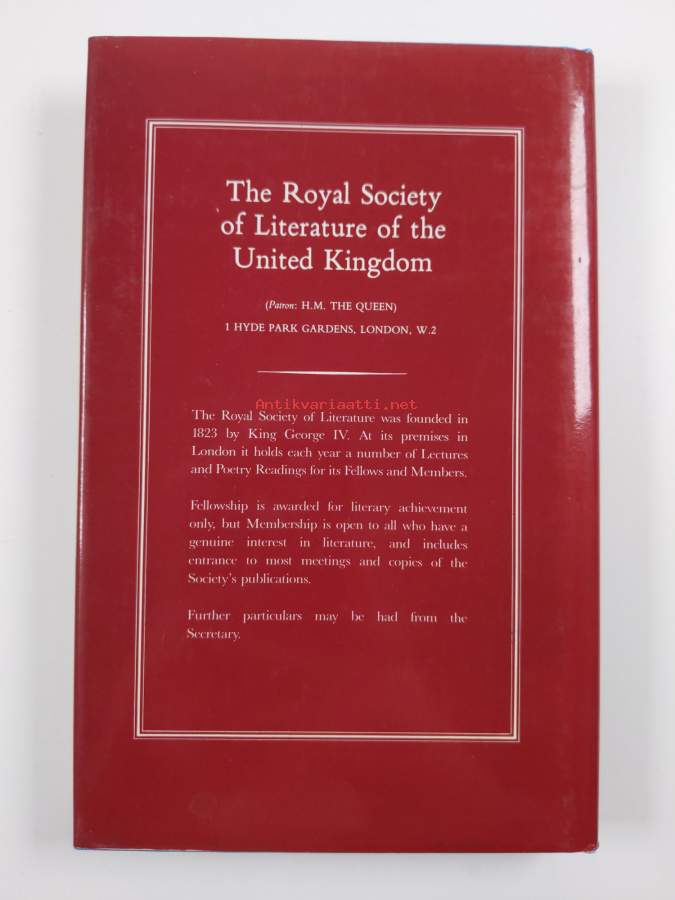 The Royal Society
of Literature of the
United Kingdom
(Patron: H.M. THE QUEEN)
1 HYDE PARK GARDENS, LONDON, W.2
Antikvariaatti.net
The Royal Society of Literature was founded in
1823 by King George IV. At its premises in
London it holds each year a number of Lectures
and Poetry Readings for its Fellows and Members.
Fellowship is awarded for literary achievement
only, but Membership is open to all who have a
genuine interest in literature, and includes
entrance to most meetings and copies of the
Society's publications.
Further particulars may be had from the
Secretary.